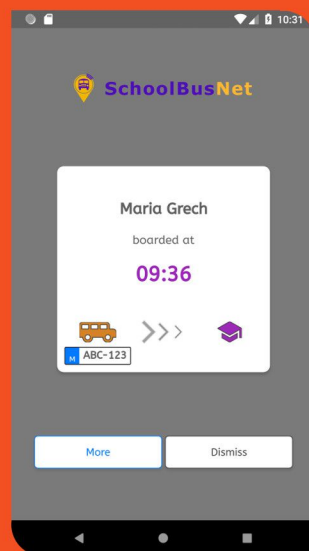 10:31
SchoolBusNet
Maria Grech
boarded at
09:36
M ABC-123
More
Dismiss